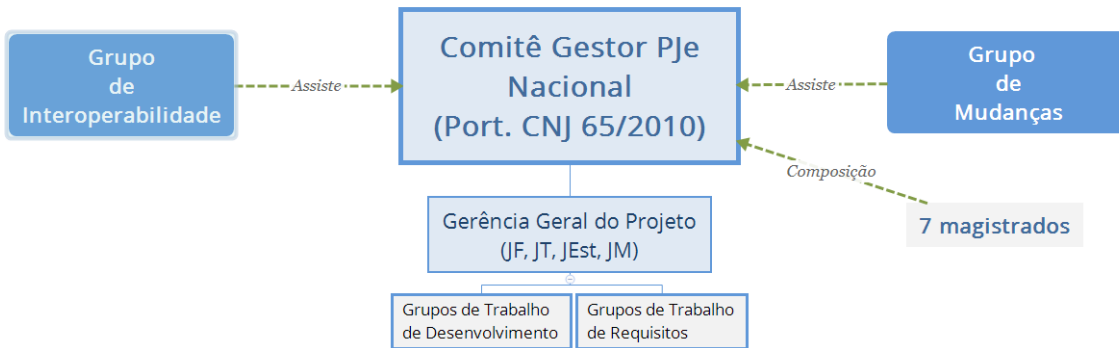 Grupo
de
Interoperabilidade
Assiste
Comitê Gestor PJe
Nacional
(Port. CNJ 65/2010)
Assiste
Grupo
de
Mudanças
Composição
7 magistrados
Gerência Geral do Projeto
(JF, JT, JEst, JM)
Grupos de Trabalho
de Desenvolvimento
Grupos de Trabalho
de Requisitos